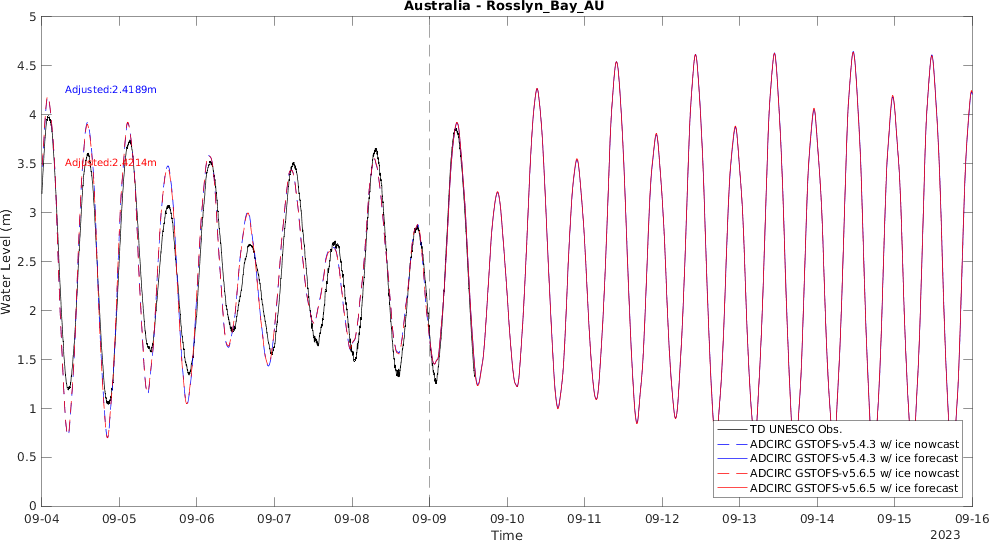 Australia - Rosslyn_Bay_AU
5
4.5
4
3.5
3
2.5
2
1.5
1
0.5
0
Water Level (m)
Adjusted:2.4189m
Adjusted:2.4214m
TD UNESCO Obs.
ADCIRC GSTOFS-v5.4.3 w/ ice nowcast
ADCIRC GSTOFS-v5.4.3 w/ ice forecast
ADCIRC GSTOFS-v5.6.5 w/ ice nowcast
ADCIRC GSTOFS-v5.6.5 w/ ice forecast
09-04 09-05 09-06 09-07 09-08 09-09 09-10 09-11 09-12 09-13 09-14 09-15 09-16
Time
2023